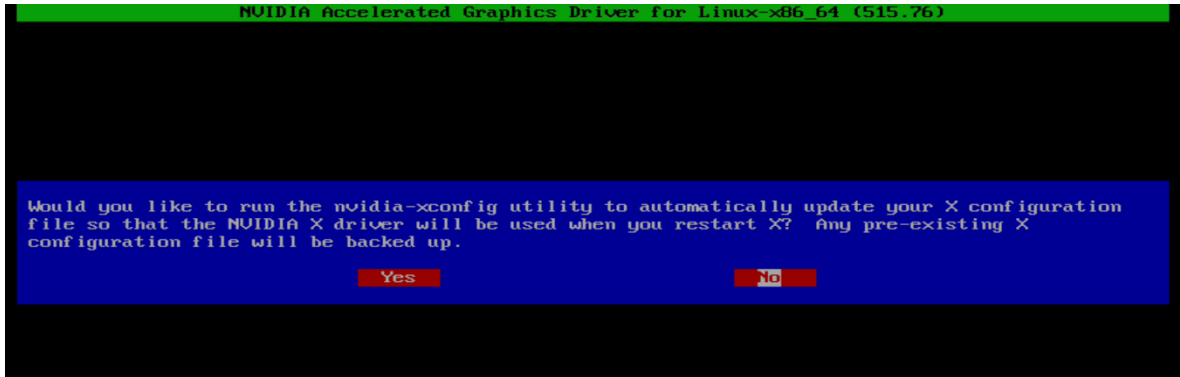 NVIDIA Accelerated Graphics Driver for Linux-x86_64 (515.76)
Would you like to run the nvidia-xconfig utility to automatically update your X configuration
file so that the NVIDIA X driver will be used when you restart X?  Any pre-existing X
configuration file will be backed up.
Yes No